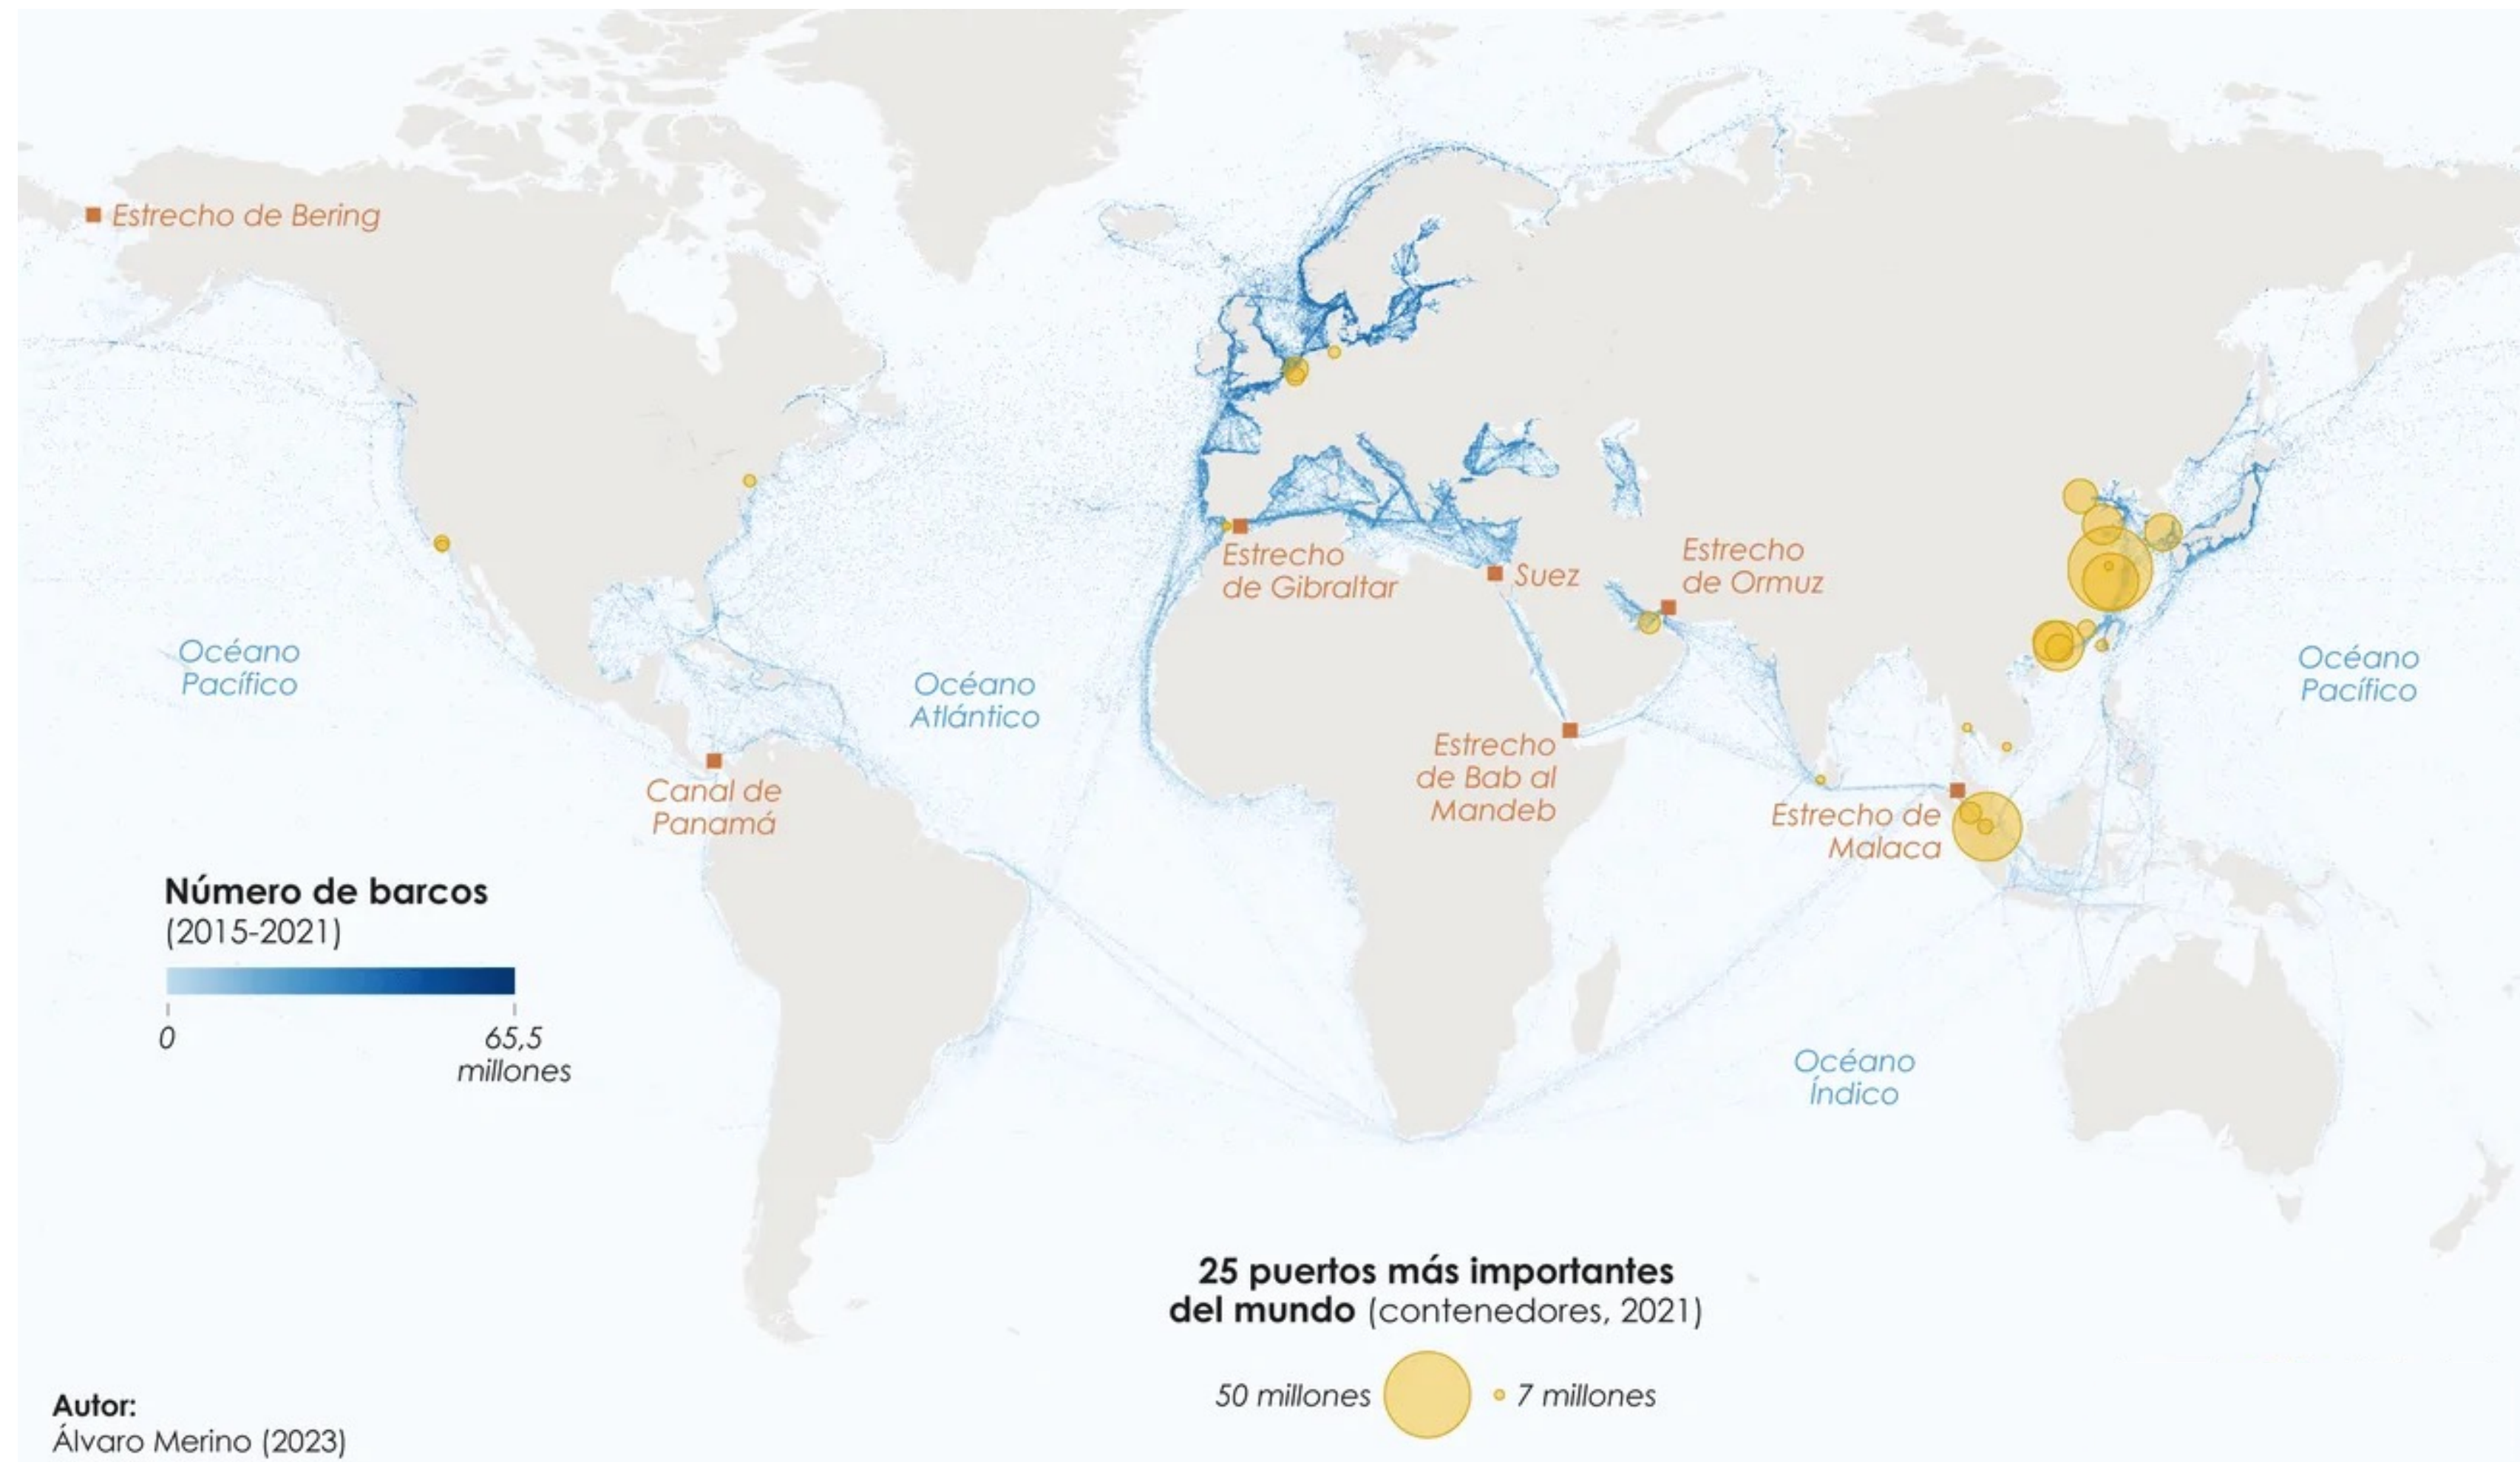 Estrecho de Bering
Estrecho
de Gibraltar
Suez
Estrecho
de Ormuz
Océano
Pacífico
Océano
Atlántico
Océano
Pacífico
Canal de
Panamá
Estrecho
de Bab al
Mandeb
Estrecho de
Malaca
Número de barcos
(2015-2021)
0
65,5
millones
Océano
Índico
25 puertos más importantes
del mundo (contenedores, 2021)
50 millones
7 millones
Autor:
Álvaro Merino (2023)